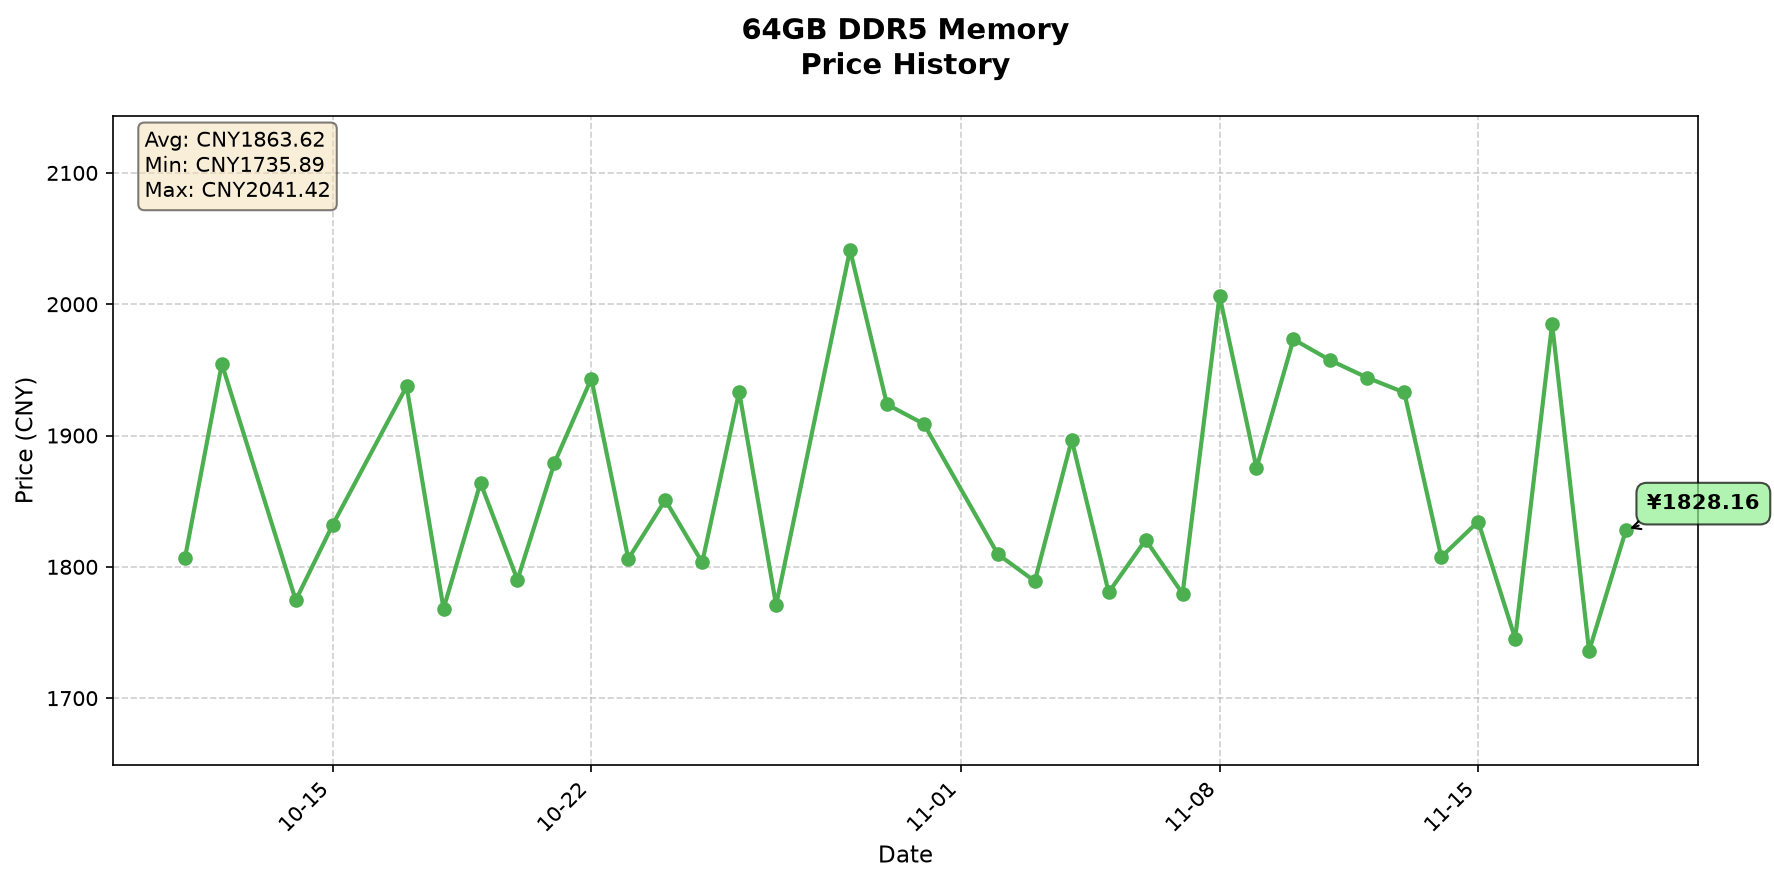 64GB DDR5 Memory
Price History
Avg: CNY1863.62
Min: CNY1735.89
Max: CNY2041.42
2100
2000
1900
1800
1700
Price (CNY)
¥1828.16
10-15
10-22
11-01
11-08
11-15
Date